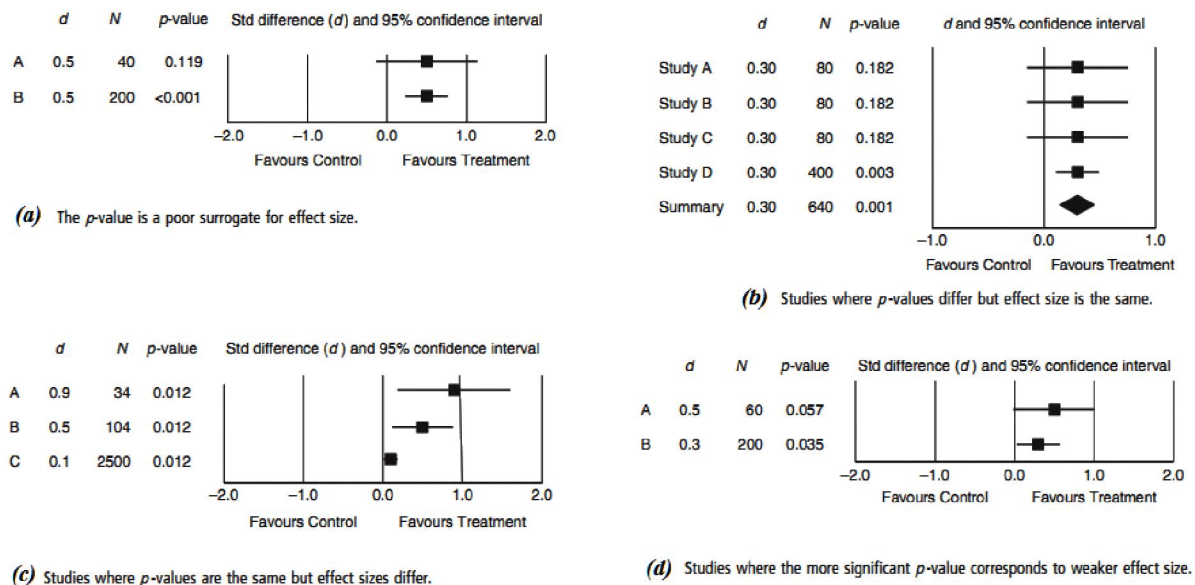 d N p-value Std difference (d) and 95% confidence interval
A 0.5 40 0.119
B 0.5 200 <0.001
−2.0 −1.0 0.0 1.0 2.0
Favours Control Favours Treatment
(a) The p-value is a poor surrogate for effect size.
d N p-value d and 95% confidence interval
Study A 0.30 80 0.182
Study B 0.30 80 0.182
Study C 0.30 80 0.182
Study D 0.30 400 0.003
Summary 0.30 640 0.001
−1.0 0.0 1.0
Favours Control Favours Treatment
(b) Studies where p-values differ but effect size is the same.
d N p-value Std difference (d) and 95% confidence interval
A 0.9 34 0.012
B 0.5 104 0.012
C 0.1 2500 0.012
−2.0 −1.0 0.0 1.0 2.0
Favours Control Favours Treatment
(c) Studies where p-values are the same but effect sizes differ.
d N p-value Std difference (d) and 95% confidence interval
A 0.5 60 0.057
B 0.3 200 0.035
−2.0 −1.0 0.0 1.0 2.0
Favours Control Favours Treatment
(d) Studies where the more significant p-value corresponds to weaker effect size.